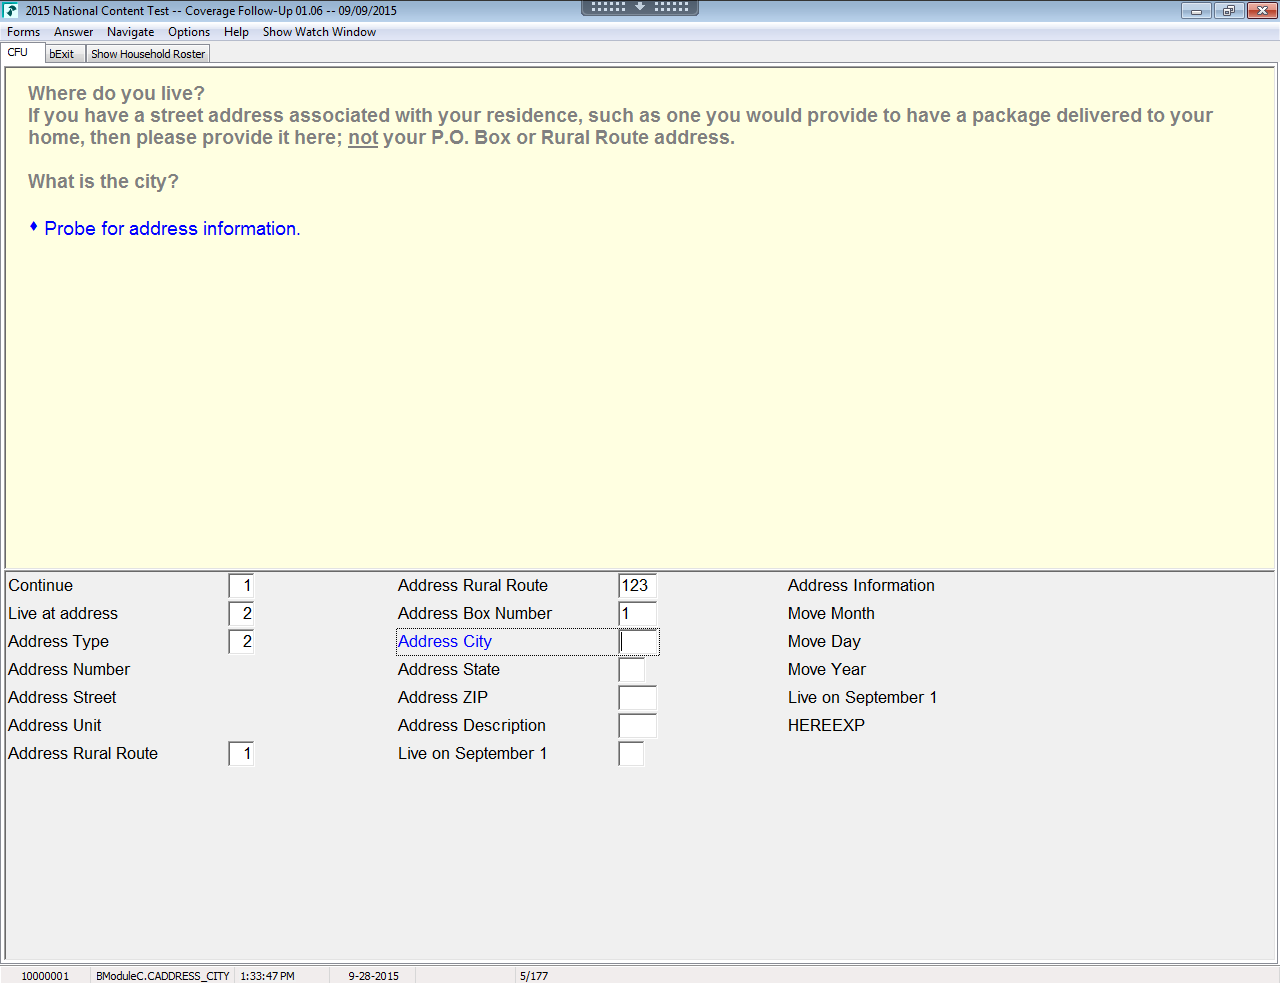 2015 National Content Test -- Coverage Follow-Up 01.06 -- 09/09/2015
Forms Answer Navigate Options Help Show Watch Window
CFU bExit Show Household Roster
Where do you live?
If you have a street address associated with your residence, such as one you would provide to have a package delivered to your
home, then please provide it here; not your P.O. Box or Rural Route address.
What is the city?
♦ Probe for address information.
Continue 1 Address Rural Route 123 Address Information
Live at address 2 Address Box Number 1 Move Month
Address Type 2 Address City Move Day
Address Number Address State Move Year
Address Street Address ZIP Live on September 1
Address Unit Address Description HEREEXP
Address Rural Route 1 Live on September 1
10000001 BModuleC.CADDRESS_CITY 1:33:47 PM 9-28-2015 5/177